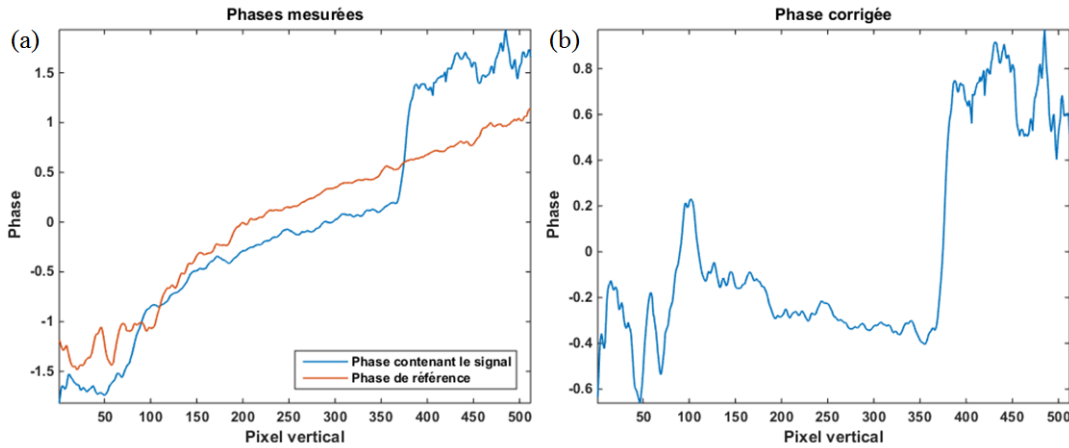 (a)
Phases mesurées
Phase
1.5
1
0.5
0
-0.5
-1
-1.5
50 100 150 200 250 300 350 400 450 500
Pixel vertical
Phase contenant le signal
Phase de référence
(b)
Phase corrigée
Phase
0.8
0.6
0.4
0.2
0
-0.2
-0.4
-0.6
50 100 150 200 250 300 350 400 450 500
Pixel vertical